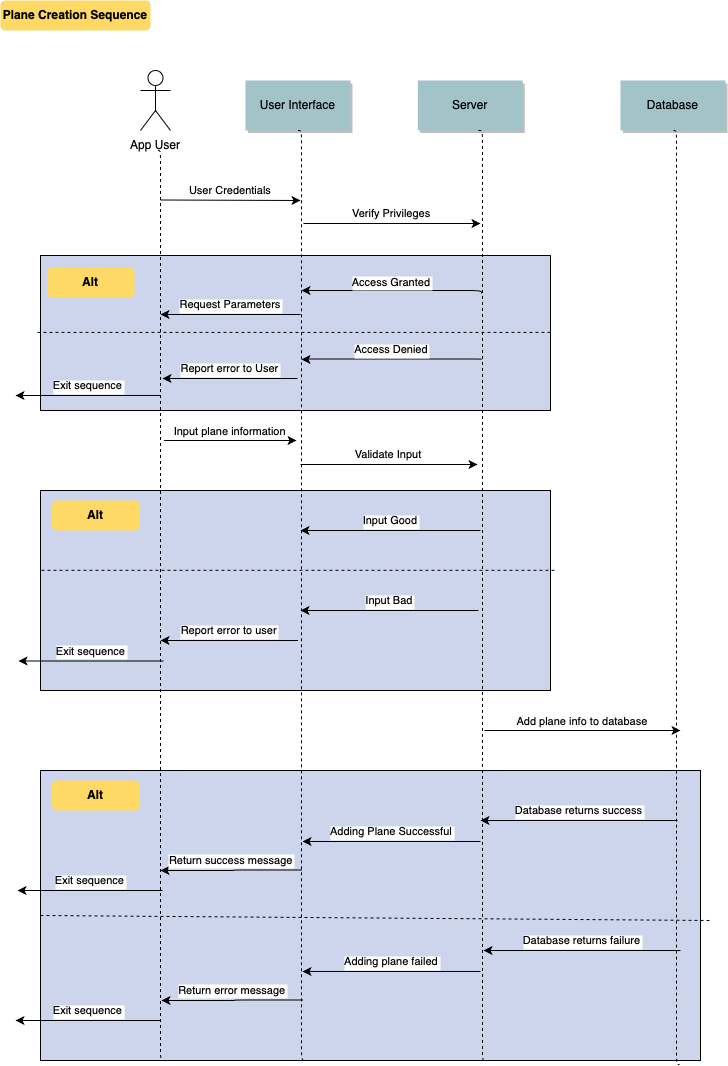 Plane Creation Sequence
App User
User Interface
Server
Database
User Credentials
Verify Privileges
Alt
Access Granted
Request Parameters
Access Denied
Report error to User
Exit sequence
Input plane information
Validate Input
Alt
Input Good
Input Bad
Report error to user
Exit sequence
Add plane info to database
Alt
Database returns success
Adding Plane Successful
Return success message
Exit sequence
Database returns failure
Adding plane failed
Return error message
Exit sequence